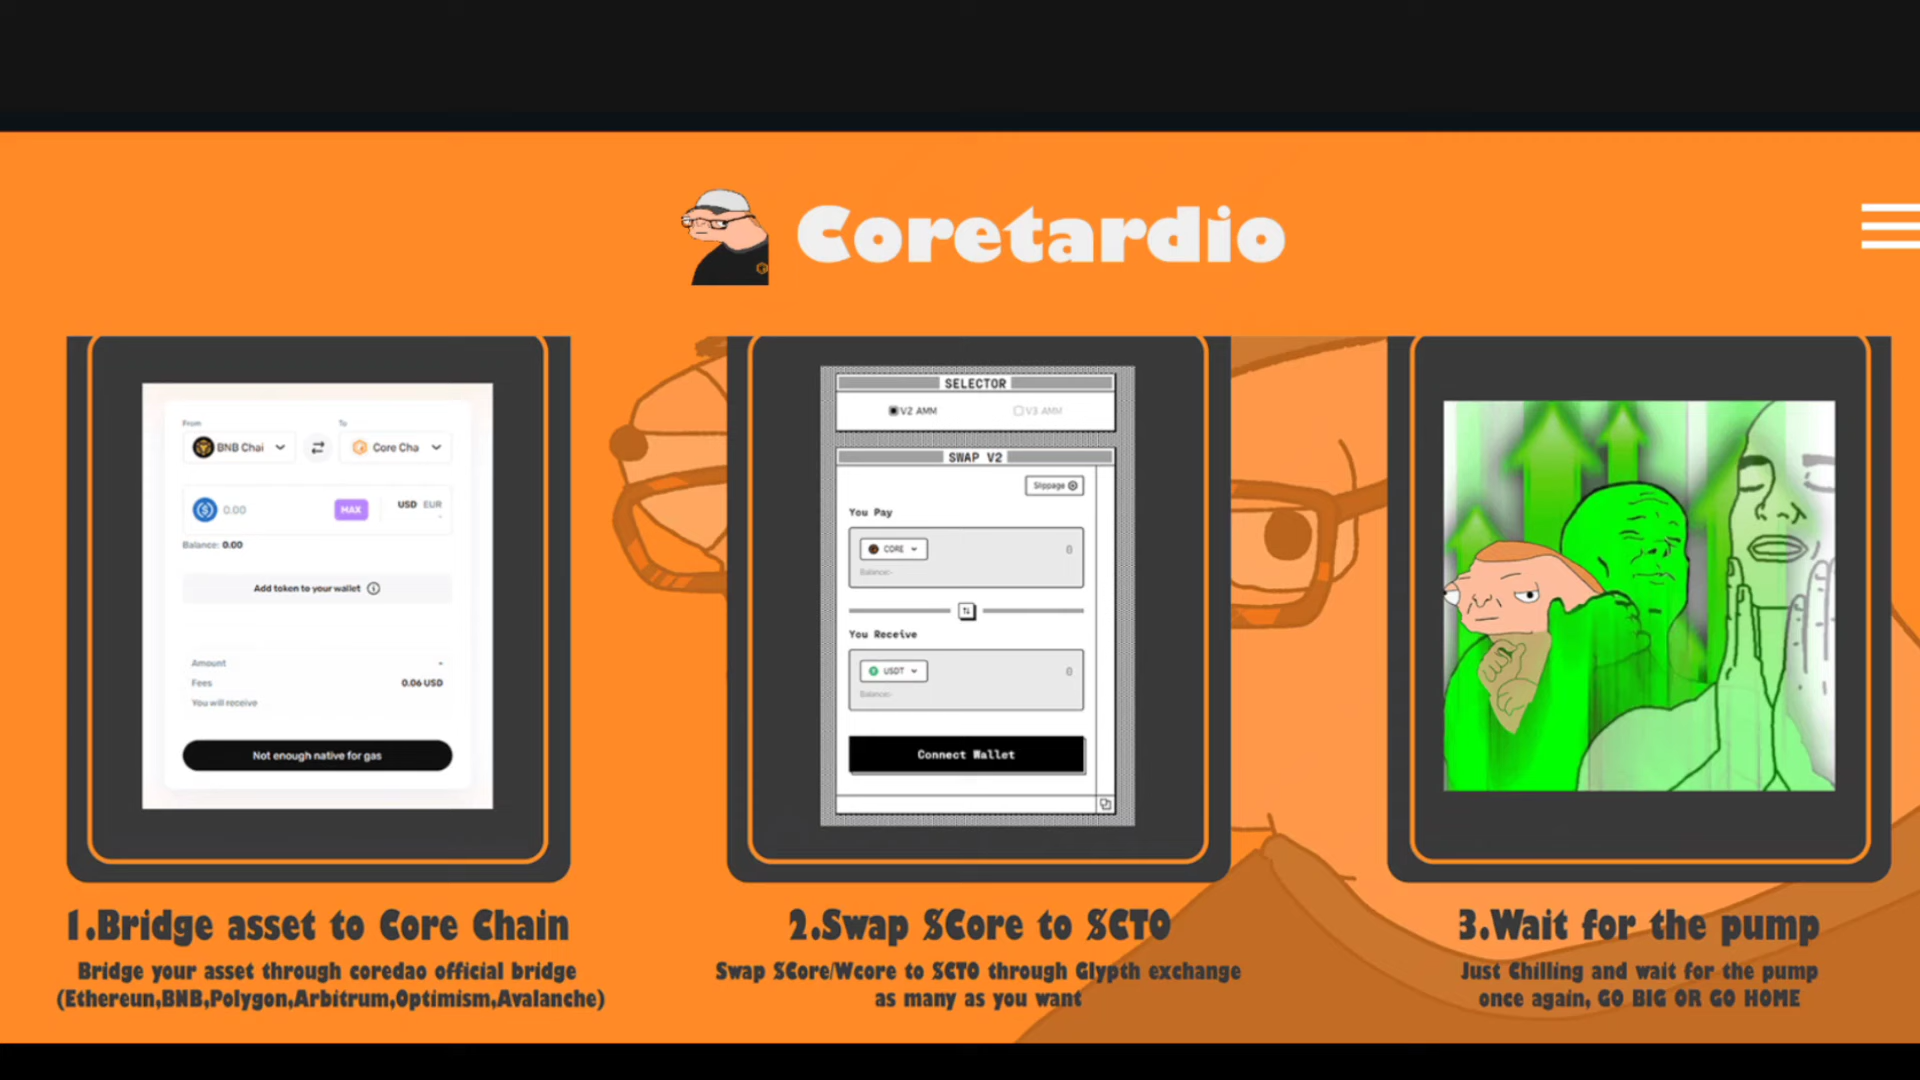 Coretardio
From
To
BNB Chai
Core Cha
0.00
MAX
USD EUR
-
Balance: 0.00
Add token to your wallet
Amount
-
Fees
0.06 USD
You will receive
Not enough native for gas
SELECTOR
V2 AMM
V3 AMM
SWAP V2
Slippage
You Pay
CORE
0
Balance:-
You Receive
USDT
0
Balance:-
Connect Wallet
1.Bridge asset to Core Chain
Bridge your asset through coredao official bridge
(Ethereun,BNB,Polygon,Arbitrum,Optimism,Avalanche)
2.Swap $Core to $CTO
Swap $Core/Wcore to $CTO through Glypth exchange
as many as you want
3.Wait for the pump
Just Chilling and wait for the pump
once again, GO BIG OR GO HOME